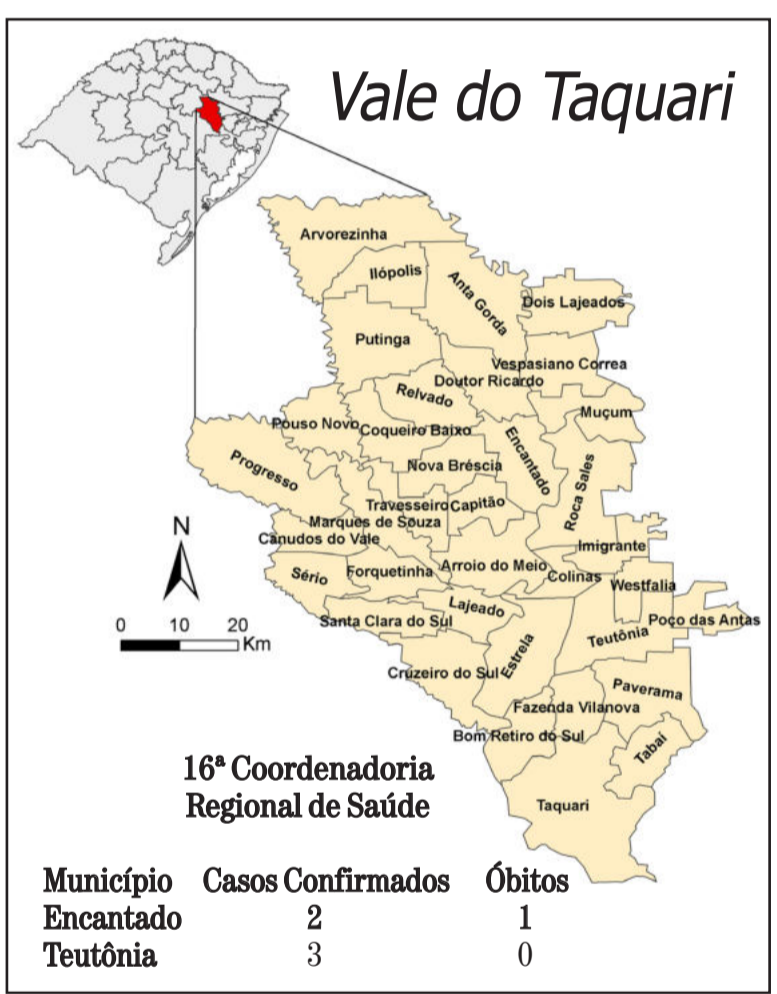 Vale do Taquari
Arvorezinha
Ilópolis
Anta Gorda
Dois Lajeados
Putinga
Vespasiano Correa
Doutor Ricardo
Relvado
Muçum
Pouso Novo
Coqueiro Baixo
Encantado
Progresso
Nova Bréscia
Roca Sales
Travesseiro
Capitão
Marques de Souza
Canudos do Vale
Imigrante
Sério
Forquetinha
Arroio do Meio
Colinas
Westfalia
Lajeado
Santa Clara do Sul
Poço das Antas
Teutônia
Estrela
Cruzeiro do Sul
Paverama
Fazenda Vilanova
Bom Retiro do Sul
Tabaí
Taquari
N
0 10 20
Km
16ª Coordenadoria
Regional de Saúde
Município Casos Confirmados Óbitos
Encantado 2 1
Teutônia 3 0